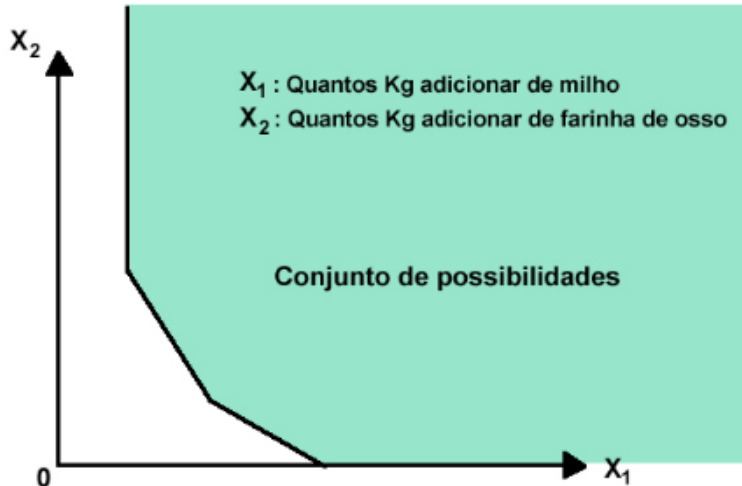 X₂
X₁ : Quantos Kg adicionar de milho
X₂ : Quantos Kg adicionar de farinha de osso
Conjunto de possibilidades
0
X₁